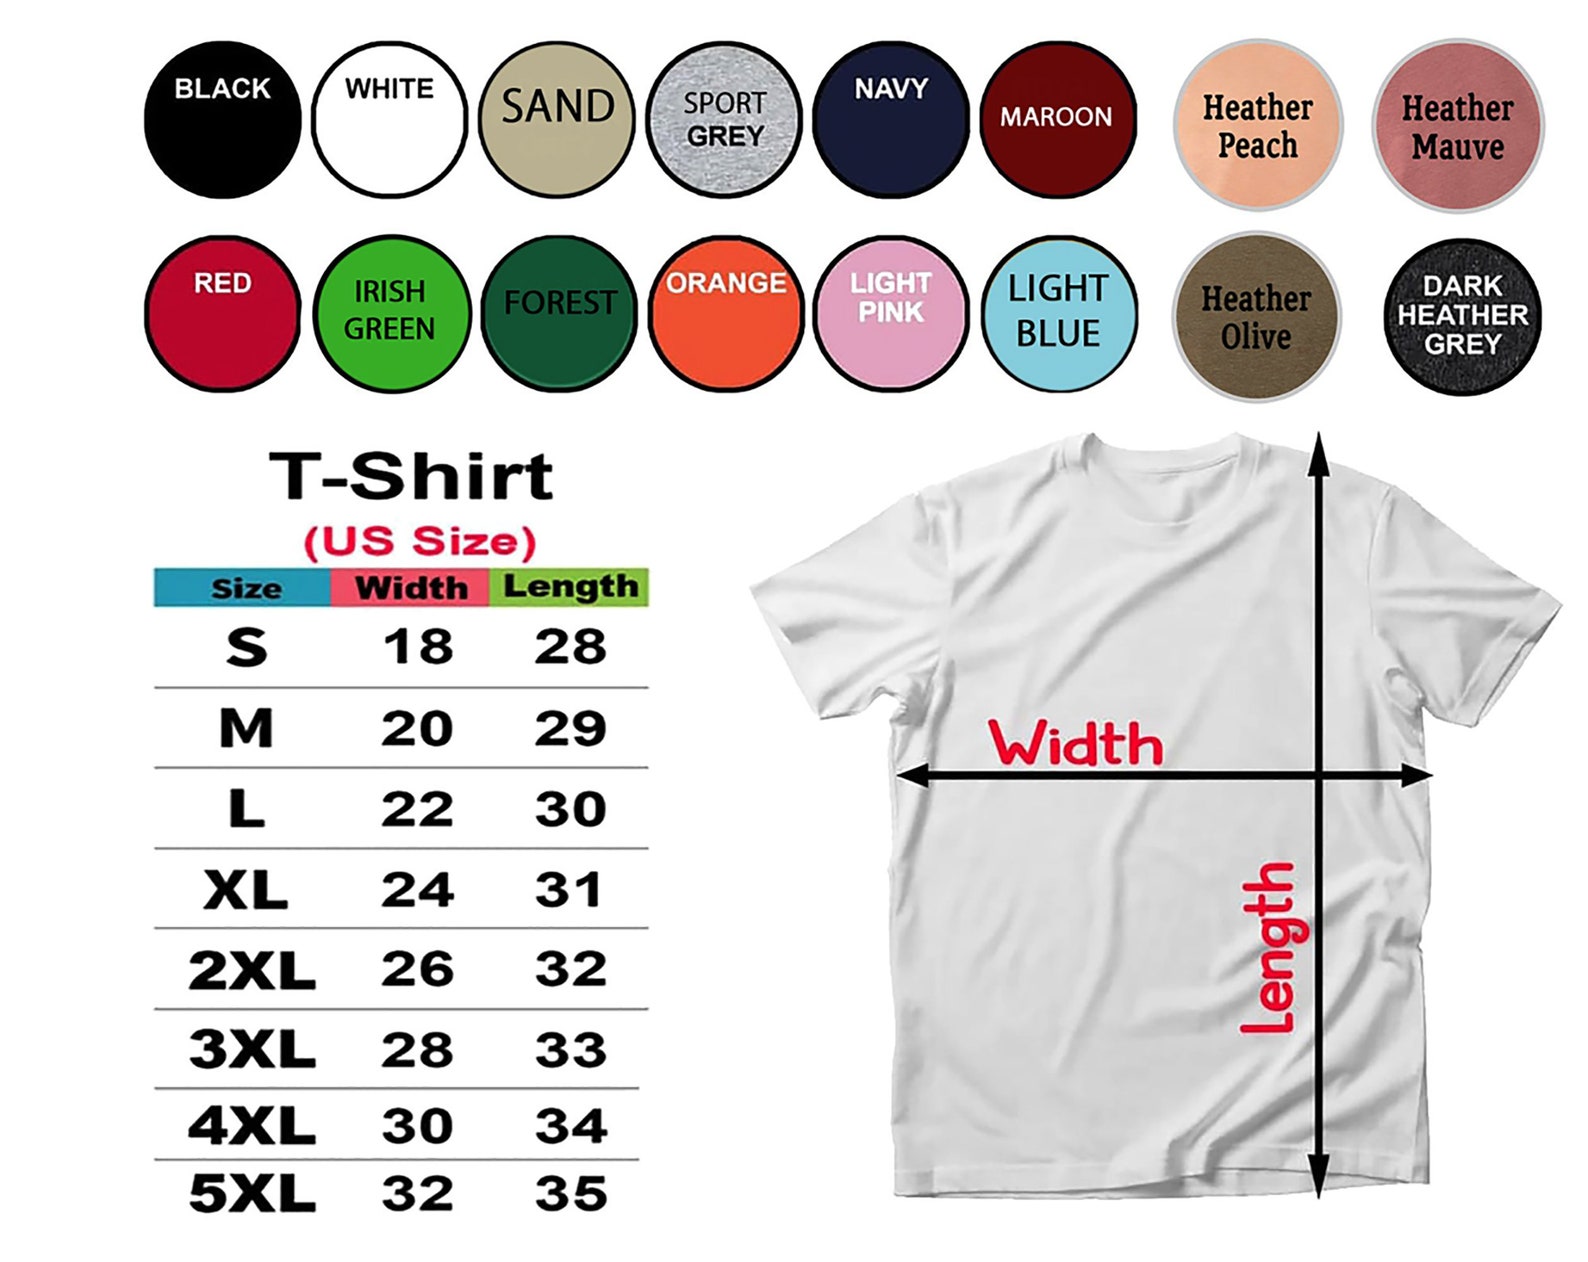 BLACK
WHITE
SAND
SPORT
GREY
NAVY
MAROON
Heather
Peach
Heather
Mauve
RED
IRISH
GREEN
FOREST
ORANGE
LIGHT
PINK
LIGHT
BLUE
Heather
Olive
DARK
HEATHER
GREY
T-Shirt
(US Size)
Size Width Length
S 18 28
M 20 29
L 22 30
XL 24 31
2XL 26 32
3XL 28 33
4XL 30 34
5XL 32 35
Width
Length